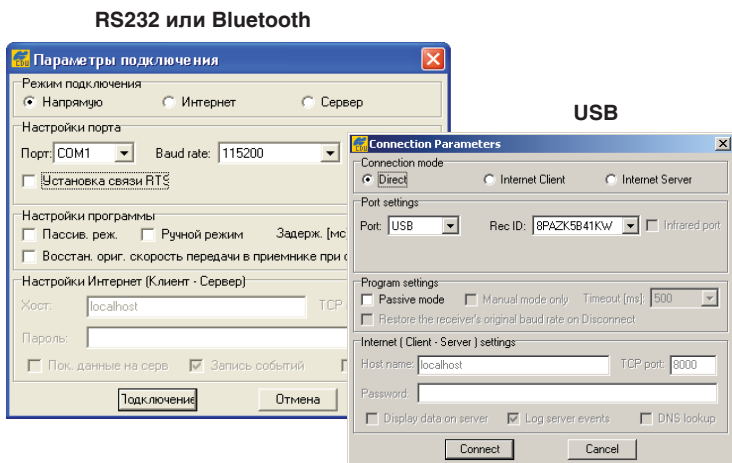 RS232 или Bluetooth
Параметры подключения
Режим подключения
Напрямую Интернет Сервер
Настройки порта
Порт: COM1 Baud rate: 115200
Установка связи RTS
Настройки программы
Пассив. реж. Ручной режим Задерж. [мс
Восстан. ориг. скорость передачи в приемнике при
Настройки Интернет (Клиент - Сервер)
Хост: localhost TCP
Пароль:
Пок. данные на серв Запись событий
Подключение Отмена
USB
Connection Parameters
Connection mode
Direct Internet Client Internet Server
Port settings
Port: USB Rec ID: 8PAZK5B41KW Infrared port
Program settings
Passive mode Manual mode only Timeout [ms]: 500
Restore the receiver's original baud rate on Disconnect
Internet ( Client - Server ) settings
Host name: localhost TCP port: 8000
Password:
Display data on server Log server events DNS lookup
Connect Cancel